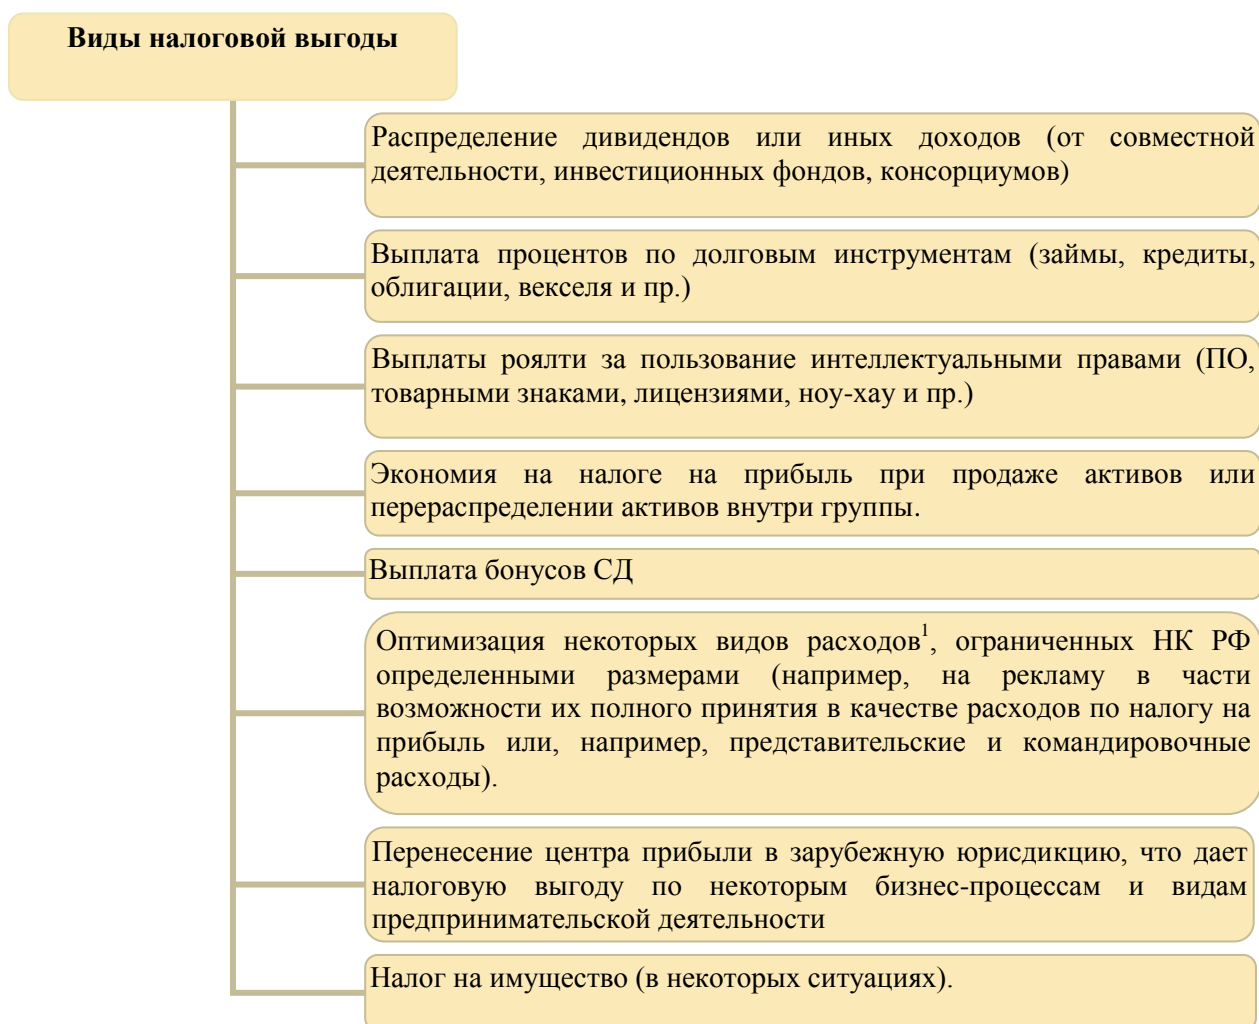 Виды налоговой выгоды
Распределение дивидендов или иных доходов (от совместной
деятельности, инвестиционных фондов, консорциумов)
Выплата процентов по долговым инструментам (займы, кредиты,
облигации, векселя и пр.)
Выплаты роялти за пользование интеллектуальными правами (ПО,
товарными знаками, лицензиями, ноу-хау и пр.)
Экономия на налоге на прибыль при продаже активов или
перераспределении активов внутри группы.
Выплата бонусов СД
Оптимизация некоторых видов расходов¹, ограниченных НК РФ
определенными размерами (например, на рекламу в части
возможности их полного принятия в качестве расходов по налогу на
прибыль или, например, представительские и командировочные
расходы).
Перенесение центра прибыли в зарубежную юрисдикцию, что дает
налоговую выгоду по некоторым бизнес-процессам и видам
предпринимательской деятельности
Налог на имущество (в некоторых ситуациях).